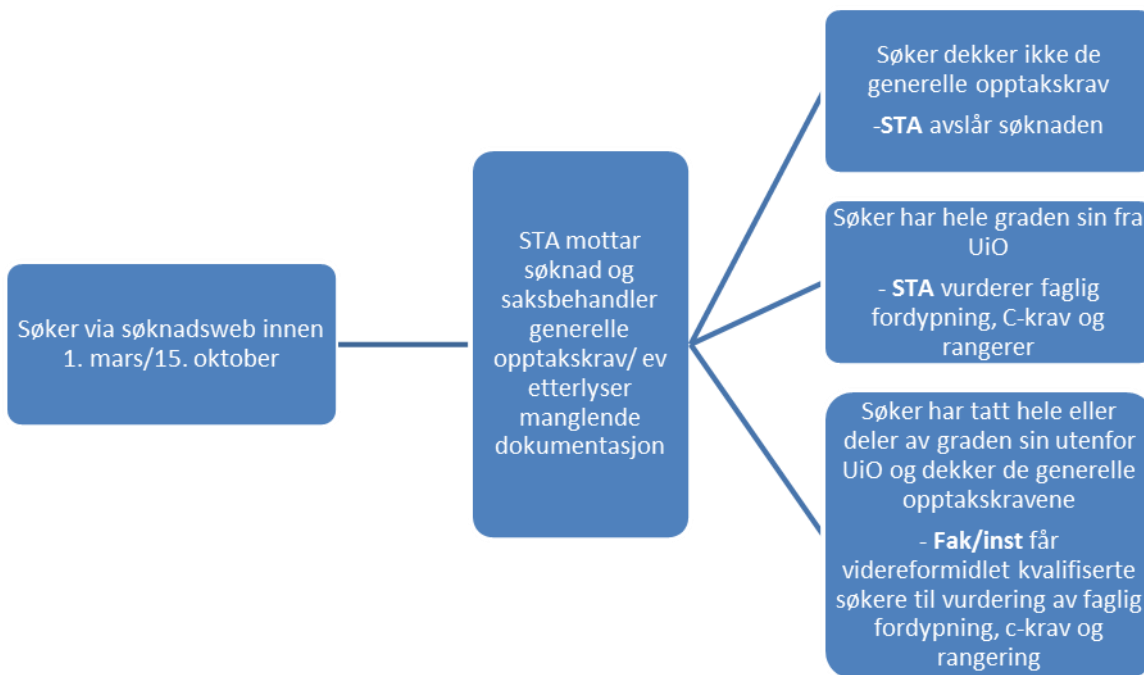 Søker via søknadsweb innen
1. mars/15. oktober
STA mottar
søknad og
saksbehandler
generelle
opptakskrav/ ev
etterlyser
manglende
dokumentasjon
Søker dekker ikke de
generelle opptakskrav
-STA avslår søknaden
Søker har hele graden sin fra
UiO
- STA vurderer faglig
fordypning, C-krav og
rangerer
Søker har tatt hele eller
deler av graden sin utenfor
UiO og dekker de generelle
opptakskravene
- Fak/inst får
videreformidlet kvalifiserte
søkere til vurdering av faglig
fordypning, c-krav og
rangering